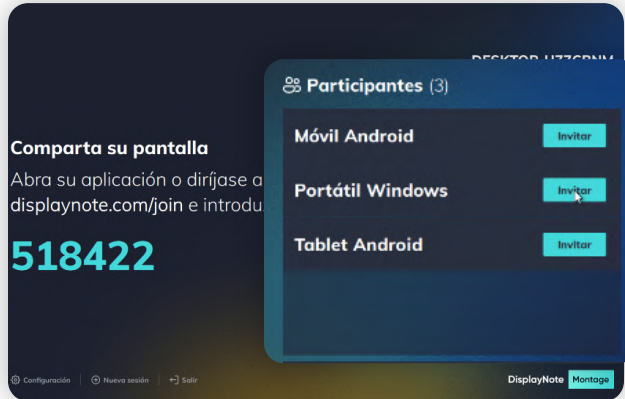 Participantes (3)
Móvil Android
Invitar
Comparta su pantalla
Abra su aplicación o diríjase a
Portátil Windows
Invitar
displaynote.com/join e introdu
518422
Tablet Android
Invitar
Configuración
Nueva sesión
Salir
DisplayNote Montage